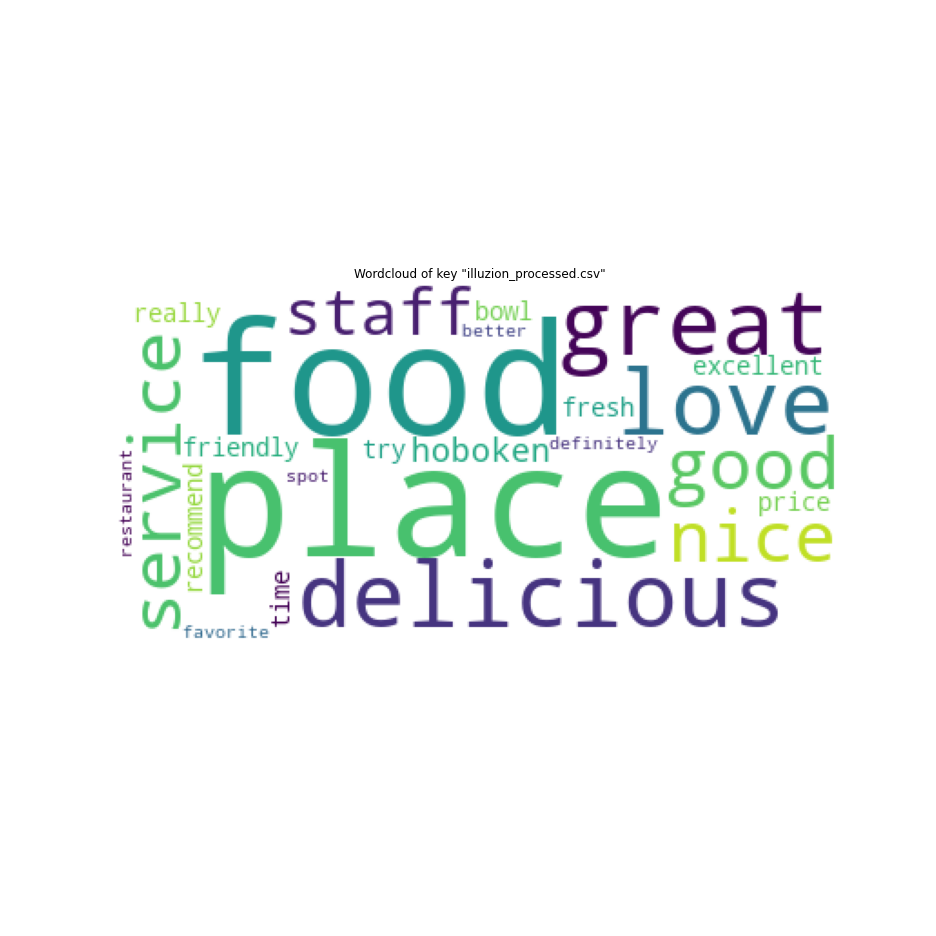 Wordcloud of key "illuzion_processed.csv"
really
staff
bowl
better
great
food
excellent
love
fresh
service
friendly
try
hoboken
definitely
good
restaurant
recommend
spot
place
price
nice
time
delicious
favorite